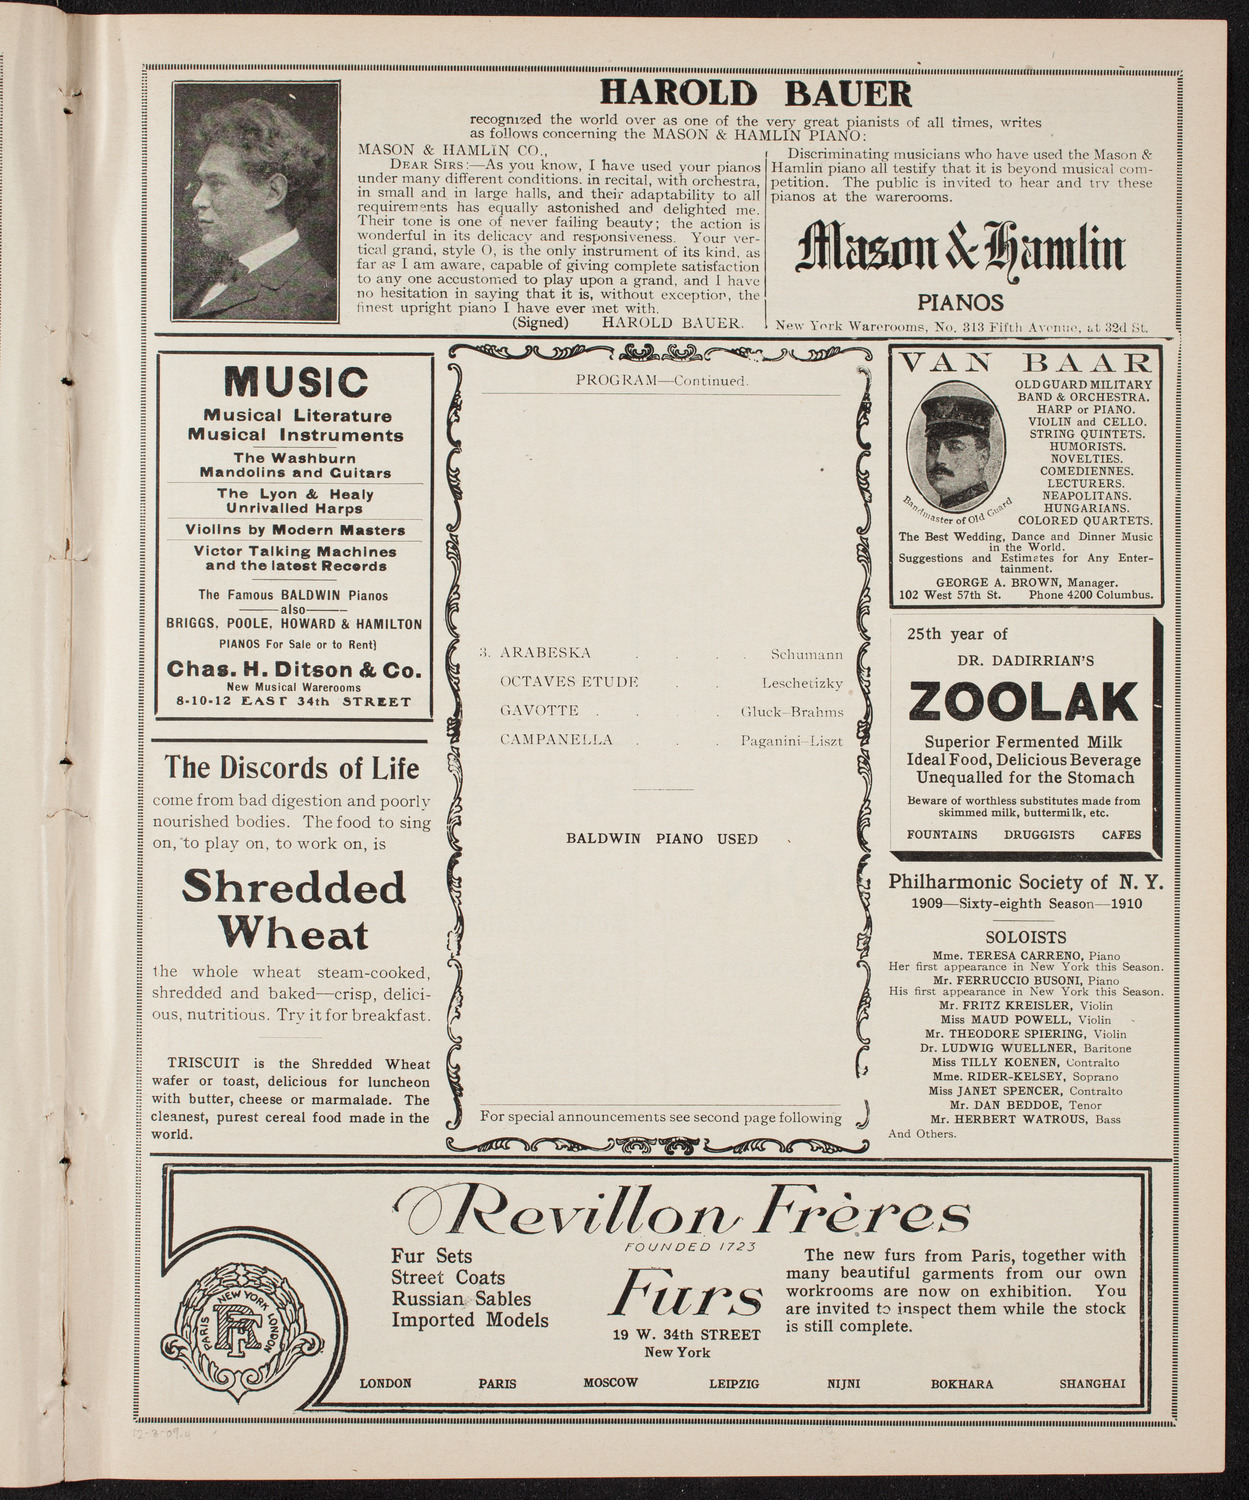 HAROLD BAUER
recognized the world over as one of the very great pianists of all times, writes
as follows concerning the MASON & HAMLIN PIANO:
MASON & HAMLIN CO.,
DEAR SIRS:—As you know, I have used your pianos
under many different conditions. in recital, with orchestra,
in small and in large halls, and their adaptability to all
requirements has equally astonished and delighted me.
Their tone is one of never failing beauty; the action is
wonderful in its delicacy and responsiveness. Your ver-
tical grand, style O, is the only instrument of its kind, as
far as I am aware, capable of giving complete satisfaction
to any one accustomed to play upon a grand, and I have
no hesitation in saying that it is, without exception, the
finest upright piano I have ever met with.
(Signed) HAROLD BAUER.
Discriminating musicians who have used the Mason &
Hamlin piano all testify that it is beyond musical com-
petition. The public is invited to hear and try these
pianos at the warerooms.
Mason & Hamlin
PIANOS
New York Warerooms, No. 313 Fifth Avenue, at 32d St.
MUSIC
Musical Literature
Musical Instruments
The Washburn
Mandolins and Guitars
The Lyon & Healy
Unrivalled Harps
Violins by Modern Masters
Victor Talking Machines
and the latest Records
The Famous BALDWIN Pianos
also
BRIGGS, POOLE, HOWARD & HAMILTON
PIANOS For Sale or to Rent)
Chas. H. Ditson & Co.
New Musical Warerooms
8-10-12 EAST 34th STREET
The Discords of Life
come from bad digestion and poorly
nourished bodies. The food to sing
on, to play on, to work on, is
Shredded
Wheat
the whole wheat steam-cooked,
shredded and baked—crisp, delici-
ous, nutritious. Try it for breakfast.
TRISCUIT is the Shredded Wheat
wafer or toast, delicious for luncheon
with butter, cheese or marmalade. The
cleanest, purest cereal food made in the
world.
PROGRAM—Continued.
3. ARABESKA . . . . Schumann
OCTAVES ETUDE . . Leschetizky
GAVOTTE . . . . Gluck-Brahms
CAMPANELLA . . . Paganini-Liszt
BALDWIN PIANO USED
For special announcements see second page following
VAN BAAR
OLD GUARD MILITARY
BAND & ORCHESTRA.
HARP or PIANO.
VIOLIN and CELLO.
STRING QUINTETS.
HUMORISTS.
NOVELTIES.
COMEDIENNES.
LECTURERS.
NEAPOLITANS.
HUNGARIANS.
COLORED QUARTETS.
Bandmaster of Old Guard
The Best Wedding, Dance and Dinner Music
in the World.
Suggestions and Estimates for Any Enter-
tainment.
GEORGE A. BROWN, Manager.
102 West 57th St. Phone 4200 Columbus.
25th year of
DR. DADIRRIAN'S
ZOOLAK
Superior Fermented Milk
Ideal Food, Delicious Beverage
Unequalled for the Stomach
Beware of worthless substitutes made from
skimmed milk, buttermilk, etc.
FOUNTAINS DRUGGISTS CAFES
Philharmonic Society of N. Y.
1909—Sixty-eighth Season—1910
SOLOISTS
Mme. TERESA CARRENO, Piano
Her first appearance in New York this Season.
Mr. FERRUCCIO BUSONI, Piano
His first appearance in New York this Season.
Mr. FRITZ KREISLER, Violin
Miss MAUD POWELL, Violin
Mr. THEODORE SPIERING, Violin
Dr. LUDWIG WUELLNER, Baritone
Miss TILLY KOENEN, Contralto
Mme. RIDER-KELSEY, Soprano
Miss JANET SPENCER, Contralto
Mr. DAN BEDDOE, Tenor
Mr. HERBERT WATROUS, Bass
And Others.
Revillon Frères
FOUNDED 1723
Fur Sets
Street Coats
Russian Sables
Imported Models
Furs
19 W. 34th STREET
New York
The new furs from Paris, together with
many beautiful garments from our own
workrooms are now on exhibition. You
are invited to inspect them while the stock
is still complete.
PARIS NEW YORK LONDON
RF
LONDON PARIS MOSCOW LEIPZIG NIJNI BOKHARA SHANGHAI